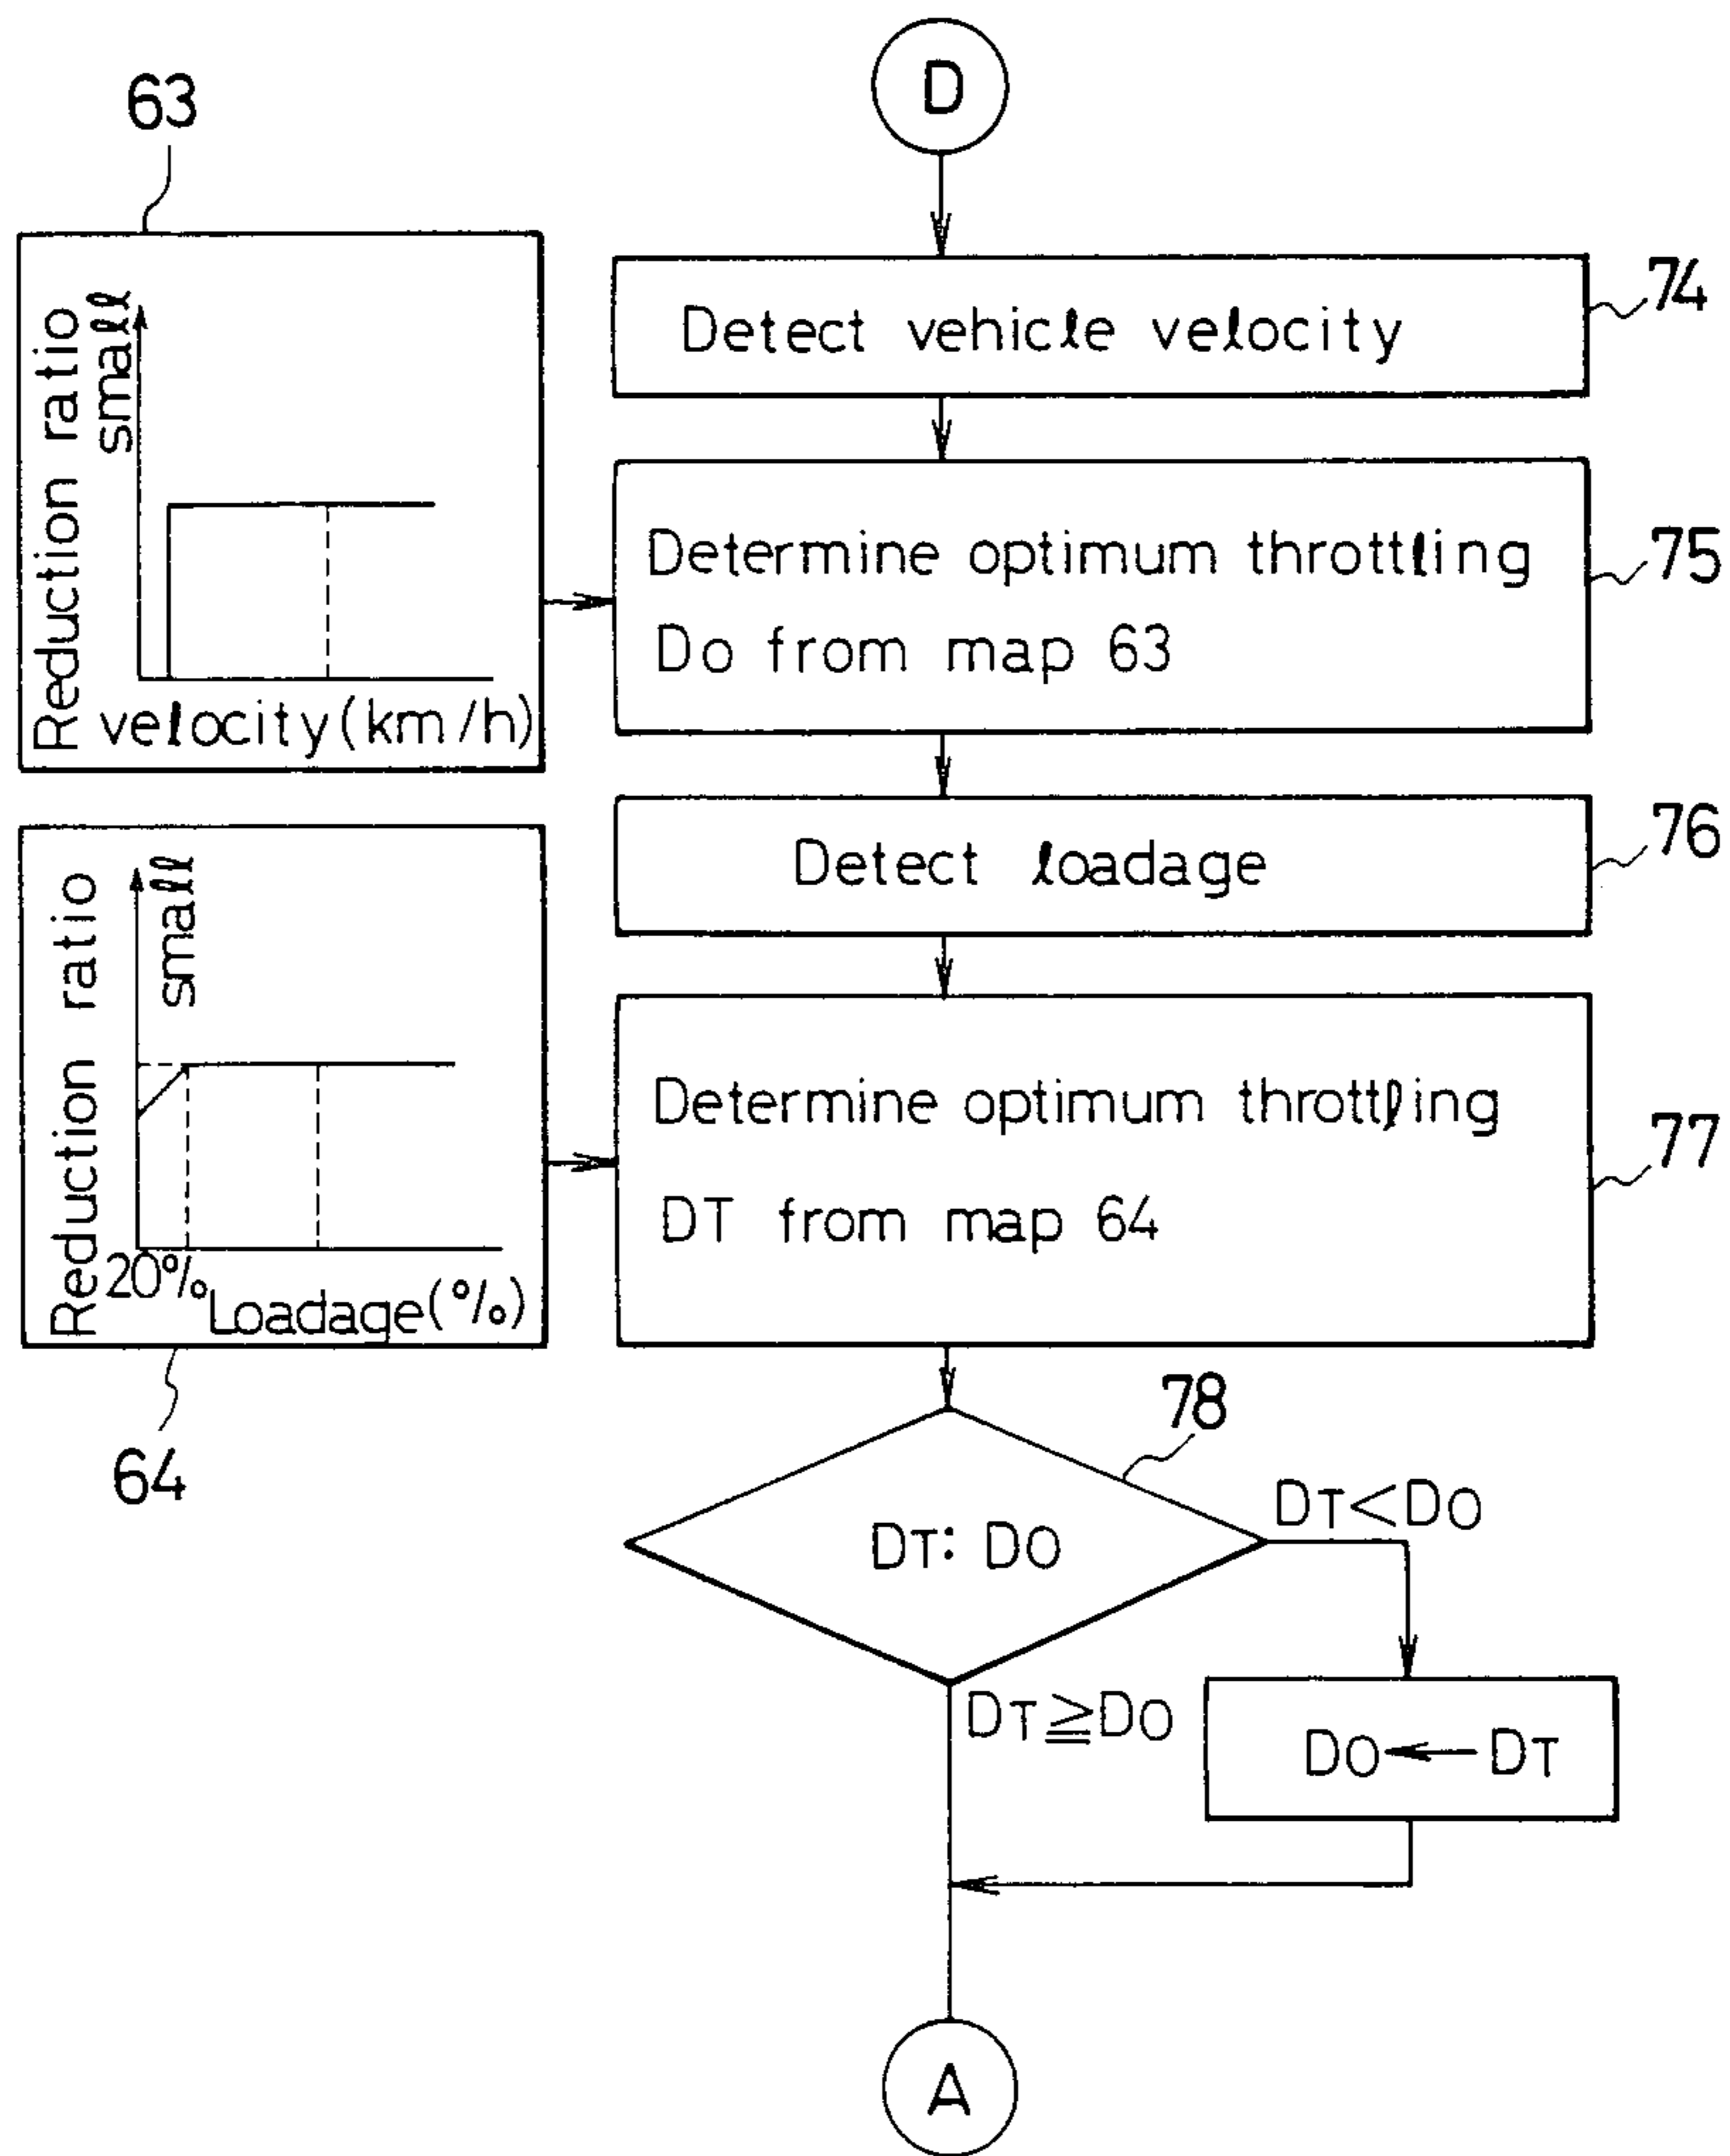 D
63
Reduction ratio
small
velocity(km/h)
Detect vehicle velocity
74
Determine optimum throttling
Do from map 63
75
Detect loadage
76
Reduction ratio
small
20%
Loadage(%)
64
Determine optimum throttling
DT from map 64
77
78
DT: DO
DT<DO
DT≧DO
DO ← DT
A